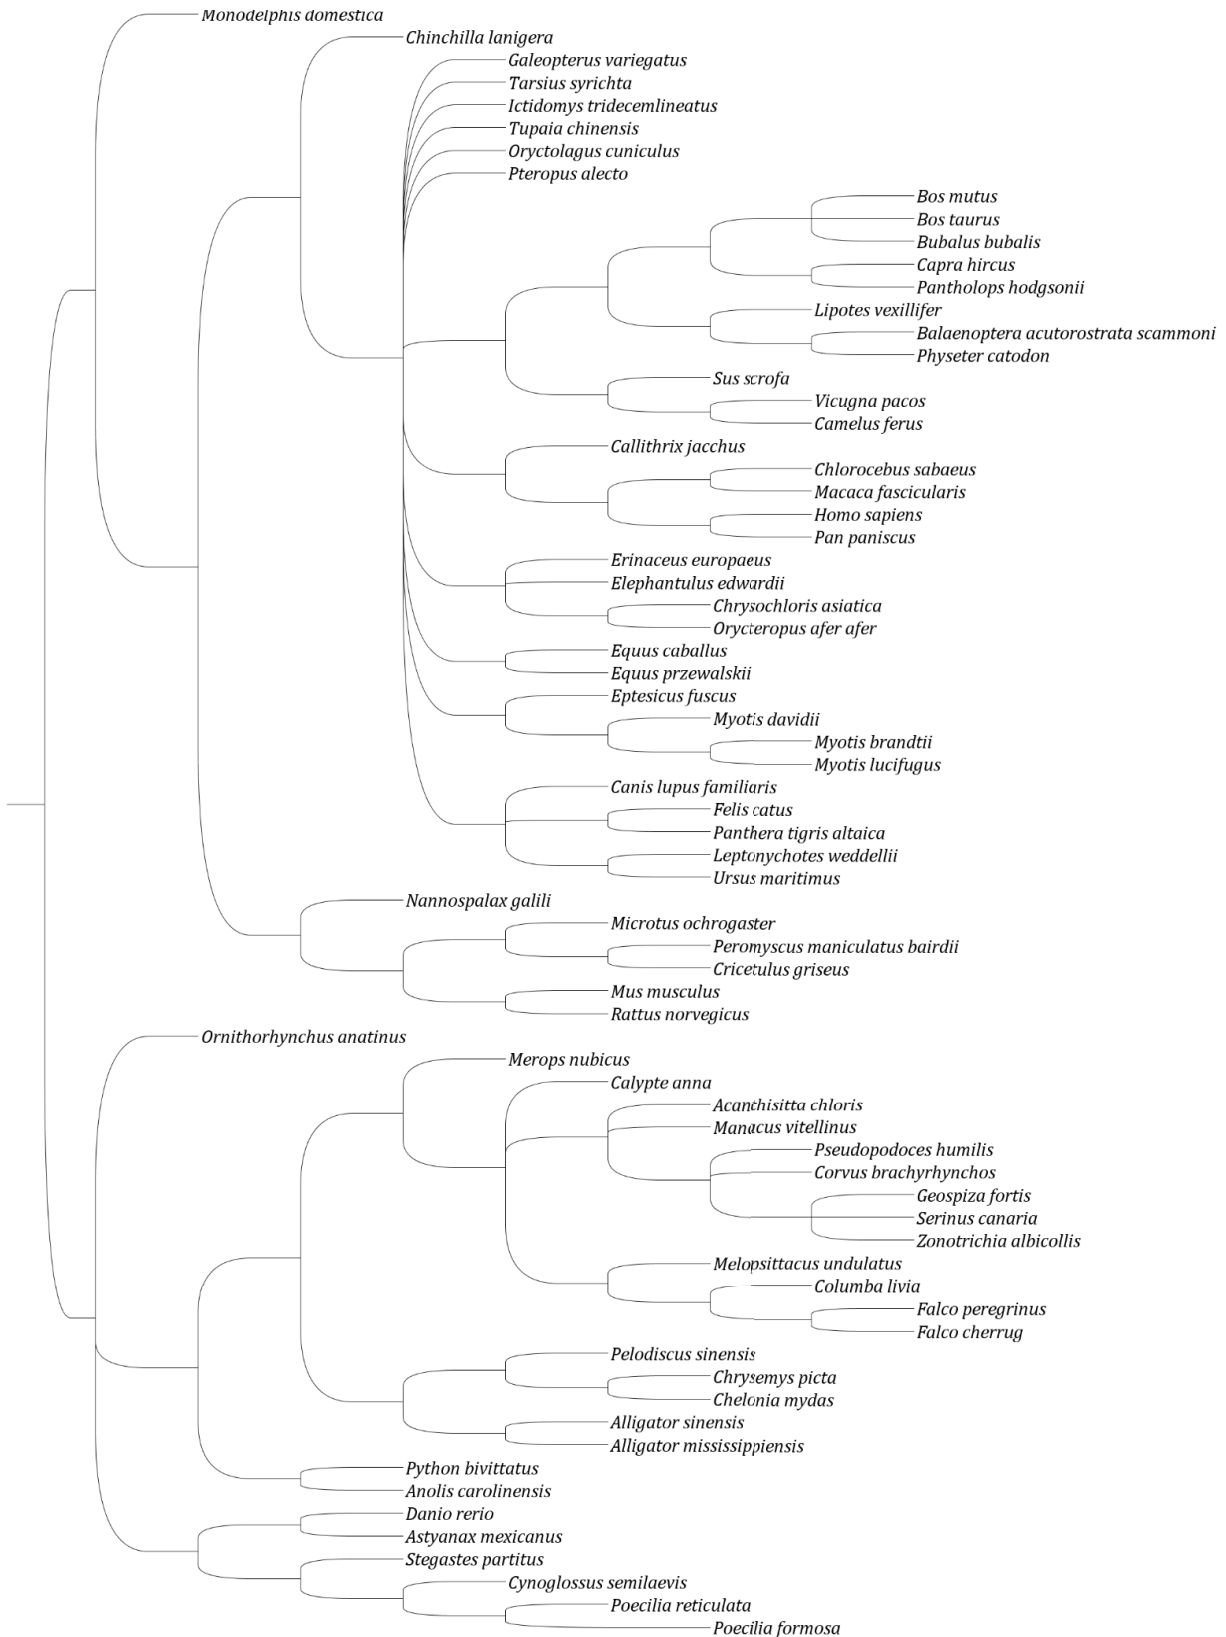 Monodelphis domestica
Chinchilla lanigera
Galeopterus variegatus
Tarsius syrichta
Ictidomys tridecemlineatus
Tupaia chinensis
Oryctolagus cuniculus
Pteropus alecto
Bos mutus
Bos taurus
Bubalus bubalis
Capra hircus
Pantholops hodgsonii
Lipotes vexillifer
Balaenoptera acutorostrata scammoni
Physeter catodon
Sus scrofa
Vicugna pacos
Camelus ferus
Callithrix jacchus
Chlorocebus sabaeus
Macaca fascicularis
Homo sapiens
Pan paniscus
Erinaceus europaeus
Elephantulus edwardii
Chrysochloris asiatica
Orycteropus afer afer
Equus caballus
Equus przewalskii
Eptesicus fuscus
Myotis davidii
Myotis brandtii
Myotis lucifugus
Canis lupus familiaris
Felis catus
Panthera tigris altaica
Leptonychotes weddellii
Ursus maritimus
Nannospalax galili
Microtus ochrogaster
Peromyscus maniculatus bairdii
Cricetulus griseus
Mus musculus
Rattus norvegicus
Ornithorhynchus anatinus
Merops nubicus
Calypte anna
Acanthisitta chloris
Manacus vitellinus
Pseudopodoces humilis
Corvus brachyrhynchos
Geospiza fortis
Serinus canaria
Zonotrichia albicollis
Melopsittacus undulatus
Columba livia
Falco peregrinus
Falco cherrug
Pelodiscus sinensis
Chrysemys picta
Chelonia mydas
Alligator sinensis
Alligator mississippiensis
Python bivittatus
Anolis carolinensis
Danio rerio
Astyanax mexicanus
Stegastes partitus
Cynoglossus semilaevis
Poecilia reticulata
Poecilia formosa